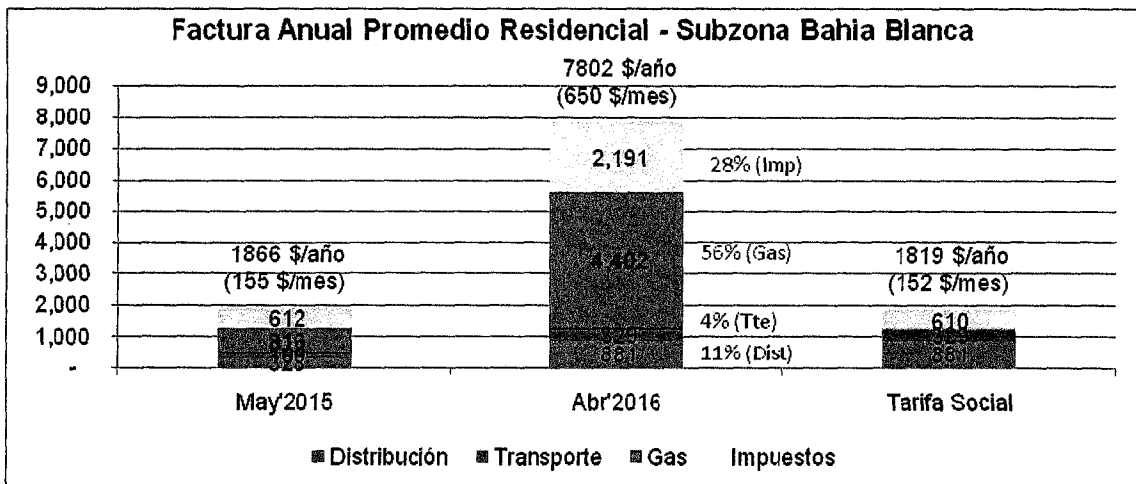 Factura Anual Promedio Residencial - Subzona Bahia Blanca
7802 $/año
(650 $/mes)
9,000
8,000
7,000
6,000
5,000
4,000
3,000
2,000
1,000
-
2,191
28% (Imp)
4,402
56% (Gas)
4% (Tte)
881
11% (Dist)
1866 $/año
(155 $/mes)
612
1819 $/año
(152 $/mes)
610
881
May'2015
Abr'2016
Tarifa Social
Distribución Transporte Gas Impuestos